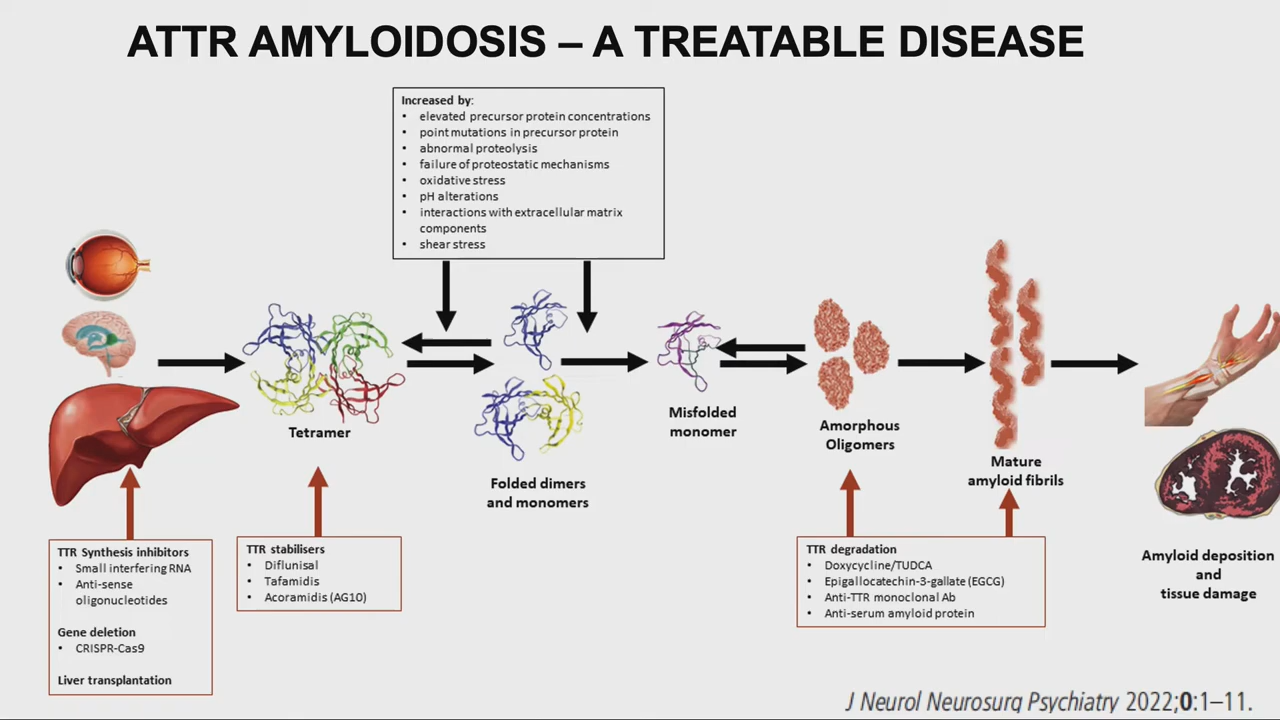 ATTR AMYLOIDOSIS – A TREATABLE DISEASE
Increased by:
• elevated precursor protein concentrations
• point mutations in precursor protein
• abnormal proteolysis
• failure of proteostatic mechanisms
• oxidative stress
• pH alterations
• interactions with extracellular matrix
components
• shear stress
Tetramer
Folded dimers
and monomers
Misfolded
monomer
Amorphous
Oligomers
Mature
amyloid fibrils
Amyloid deposition
and
tissue damage
TTR Synthesis inhibitors
• Small interfering RNA
• Anti-sense
oligonucleotides
Gene deletion
• CRISPR-Cas9
Liver transplantation
TTR stabilisers
• Diflunisal
• Tafamidis
• Acoramidis (AG10)
TTR degradation
• Doxycycline/TUDCA
• Epigallocatechin-3-gallate (EGCG)
• Anti-TTR monoclonal Ab
• Anti-serum amyloid protein
J Neurol Neurosurg Psychiatry 2022;0:1–11.